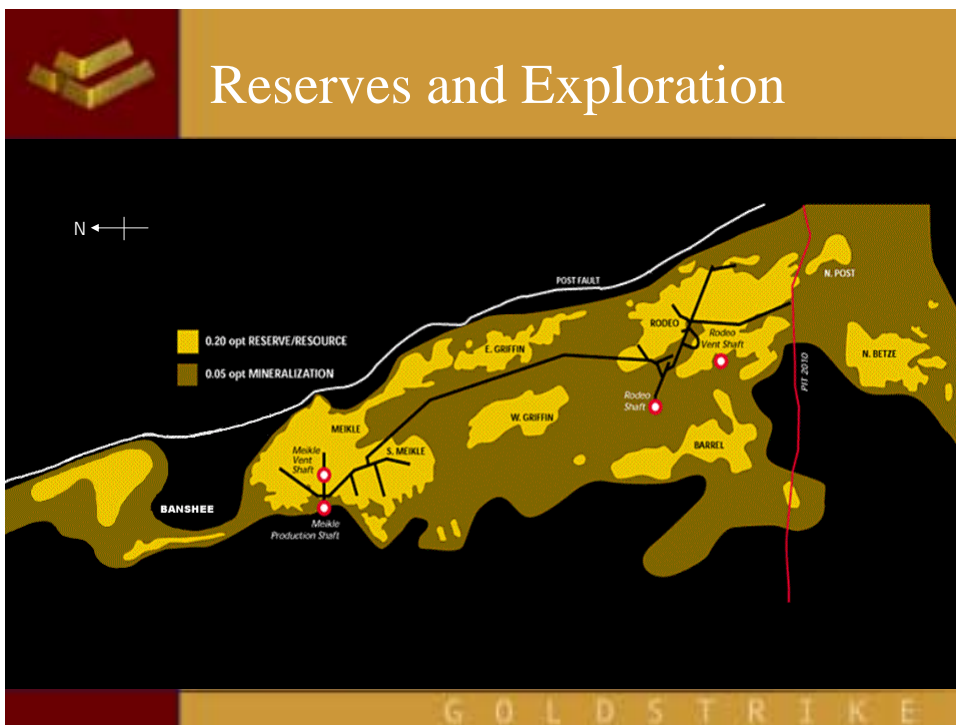 Reserves and Exploration
N
POST FAULT
N. POST
0.20 opt RESERVE/RESOURCE
0.05 opt MINERALIZATION
RODEO
Rodeo
Vent Shaft
E. GRIFFIN
N. BETZE
PIT 2010
Rodeo
Shaft
W. GRIFFIN
MEIKLE
BARREL
S. MEIKLE
Meikle
Vent
Shaft
BANSHEE
Meikle
Production Shaft
GOLDSTRIKE